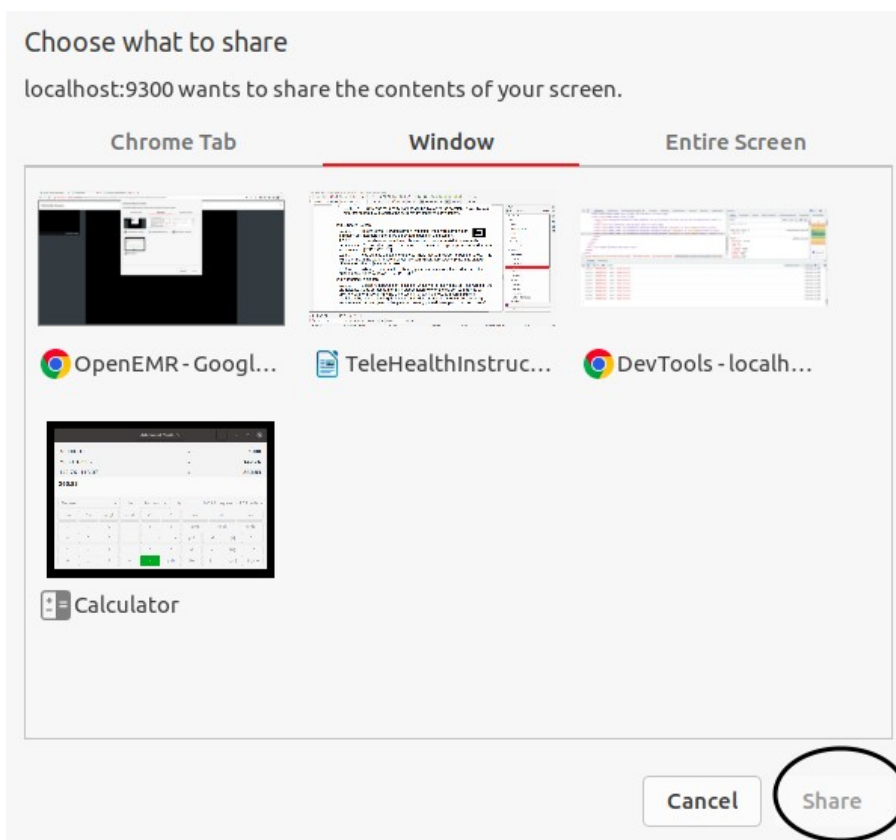 Choose what to share
localhost:9300 wants to share the contents of your screen.
Chrome Tab
Window
Entire Screen
OpenEMR - Googl...
TeleHealthInstruc...
DevTools - localh...
Calculator
Cancel
Share